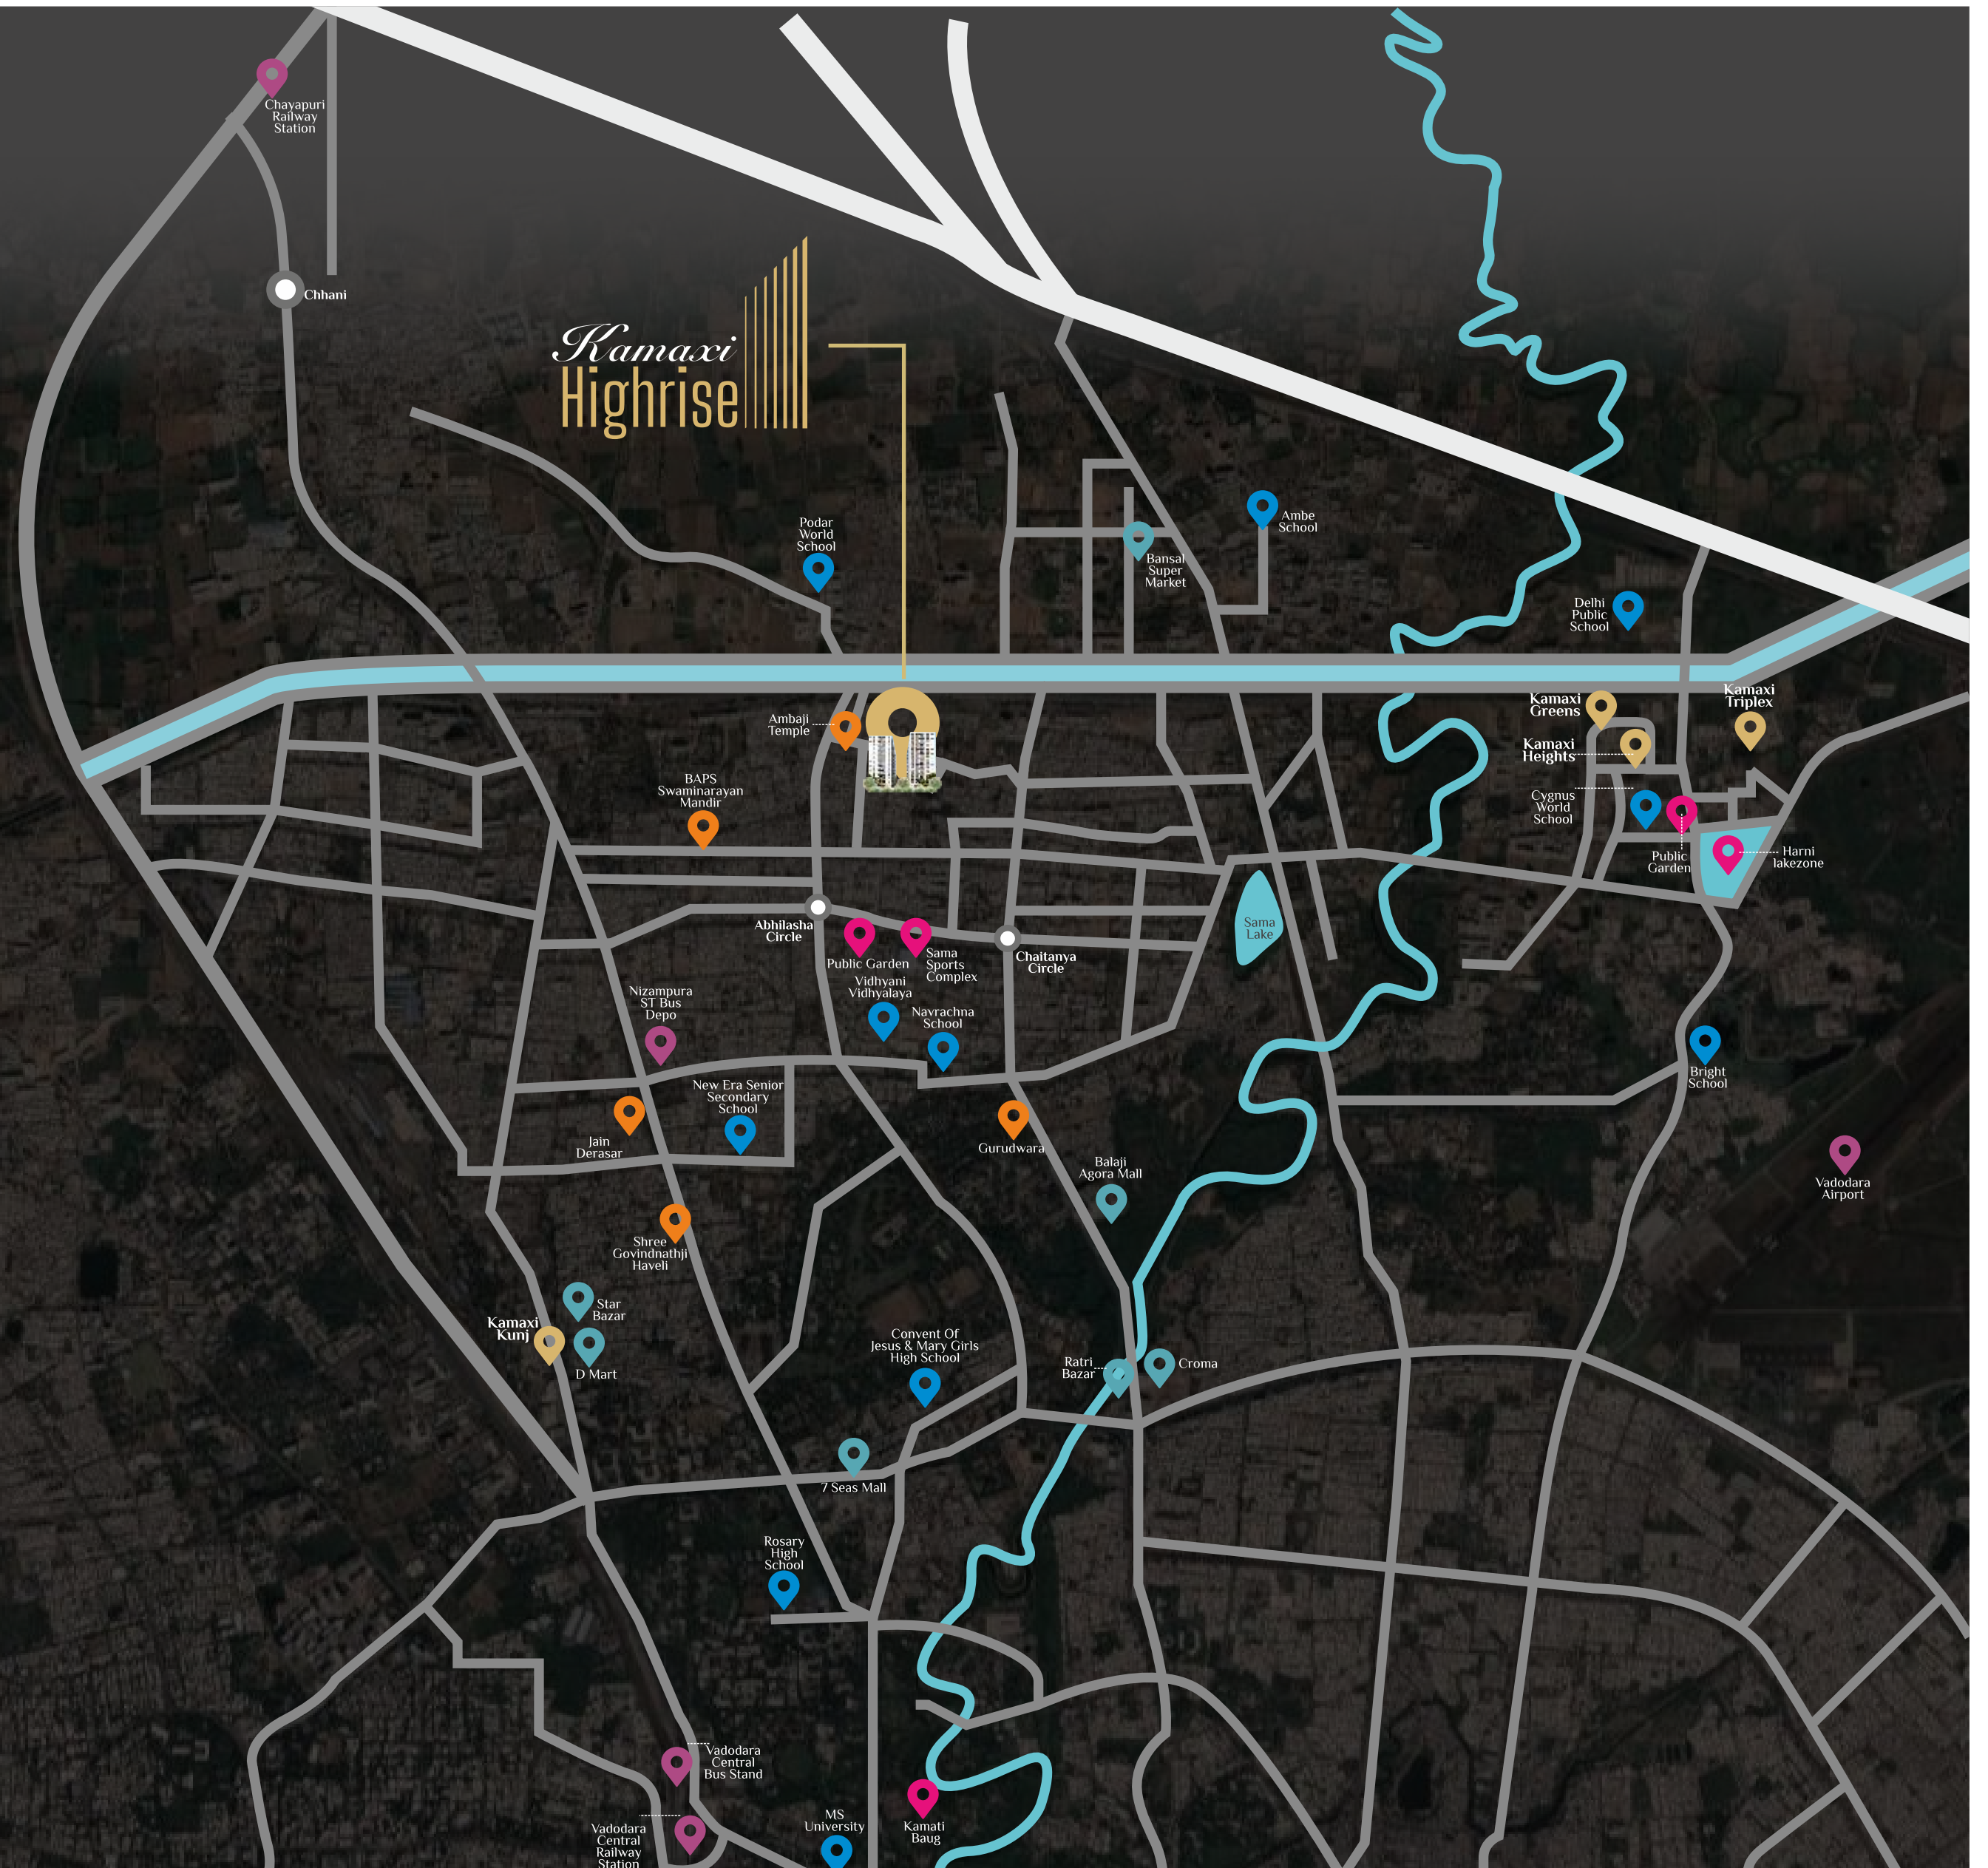 Chayapuri
Railway
Station
Chhani
Kamaxi
Highrise
Podar
World
School
Ambe
School
Bansal
Super
Market
Delhi
Public
School
Kamaxi
Greens
Kamaxi
Triplex
Ambaji
Temple
Kamaxi
Heights
BAPS
Swaminarayan
Mandir
Cygnus
World
School
Public
Garden
Harni
lakezone
Abhilasha
Circle
Sama
Lake
Public Garden
Sama
Sports
Complex
Chaitanya
Circle
Vidhyani
Vidhyalaya
Nizampura
ST Bus
Depo
Navrachna
School
Bright
School
New Era Senior
Secondary
School
Jain
Derasar
Gurudwara
Balaji
Agora Mall
Vadodara
Airport
Shree
Govindnathji
Haveli
Star
Bazar
Kamaxi
Kunj
D Mart
Convent Of
Jesus & Mary Girls
High School
Ratri
Bazar
Croma
7 Seas Mall
Rosary
High
School
Vadodara
Central
Bus Stand
MS
University
Kamati
Baug
Vadodara
Central
Railway
Station